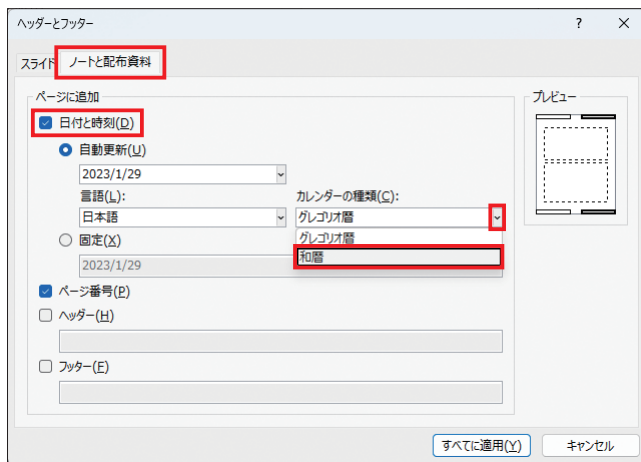 ヘッダーとフッター
スライド ノートと配布資料
ページに追加
プレビュー
日付と時刻(D)
自動更新(U)
2023/1/29
言語(L): カレンダーの種類(C):
日本語 グレゴリオ暦
グレゴリオ暦
固定(X)
和暦
2023/1/29
ページ番号(P)
ヘッダー(H)
フッター(F)
すべてに適用(Y) キャンセル